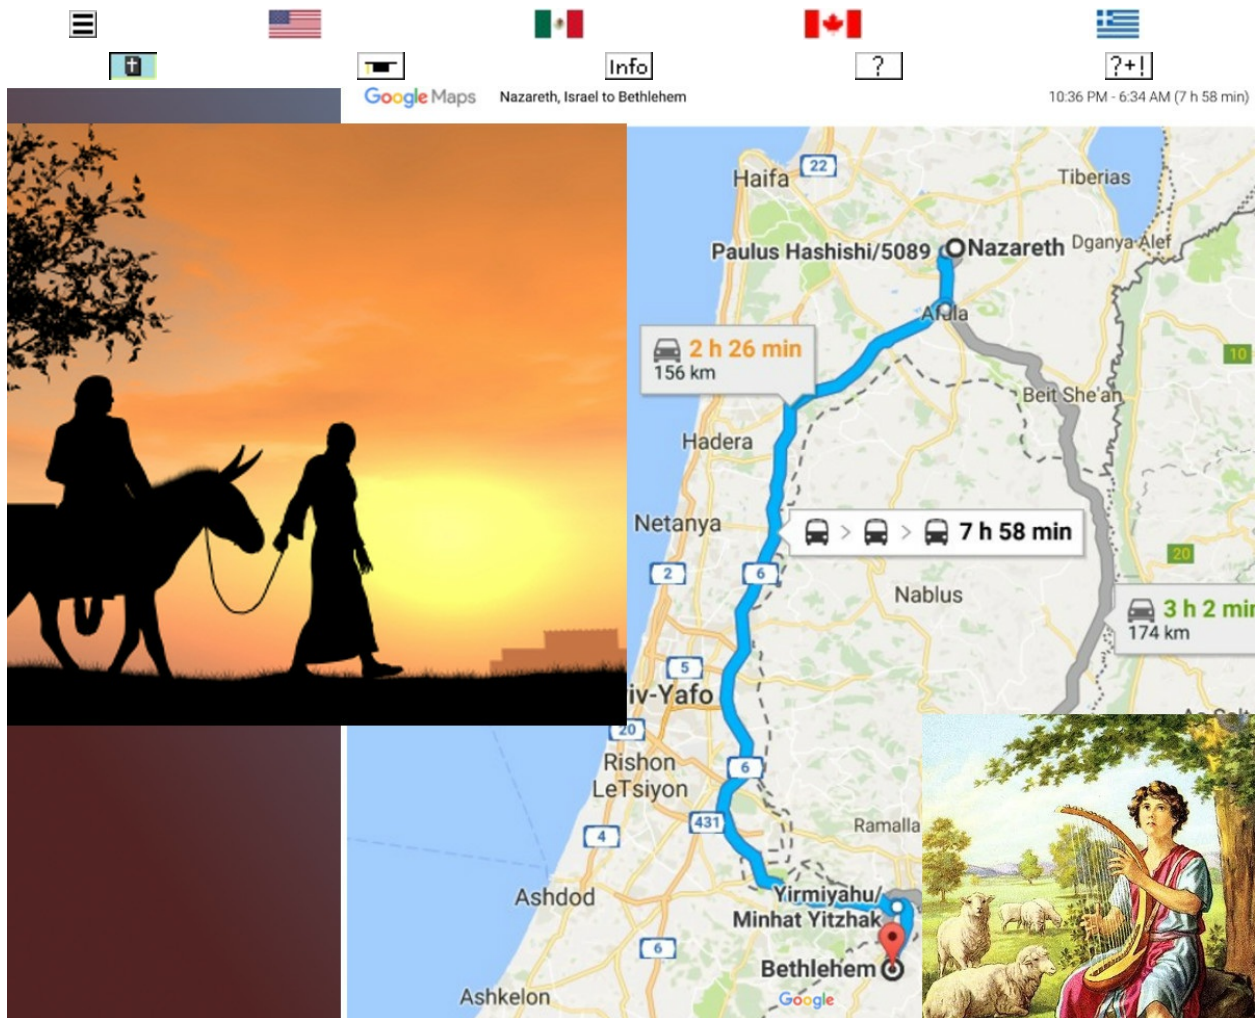 Info
?
?+!
Google Maps
Nazareth, Israel to Bethlehem
10:36 PM - 6:34 AM (7 h 58 min)
22
Haifa
Tiberias
Paulus Hashishi/5089
Nazareth
Dganya Alef
Afula
2 h 26 min
156 km
10
Beit She'an
Hadera
Netanya
> > 7 h 58 min
20
2
6
Nablus
3 h 2 min
174 km
5
iv-Yafo
20
6
Rishon
LeTsiyon
431
4
Ramalla
Yirmiyahu/
Minhat Yitzhak
Ashdod
6
Bethlehem
Ashkelon
Google